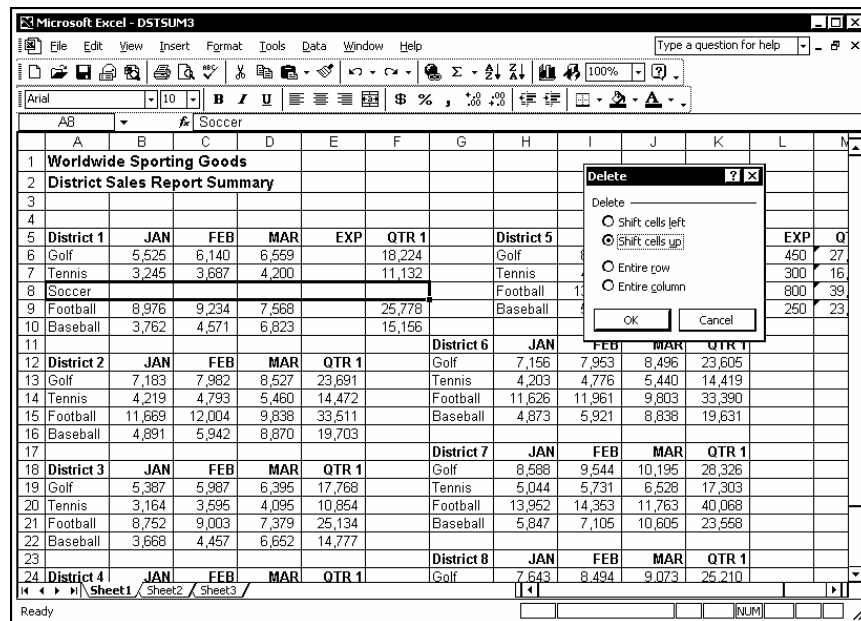 Microsoft Excel - DSTSUM3
File Edit View Insert Format Tools Data Window Help Type a question for help
100%
Arial 10 B I U $ % ,
A8 fx Soccer
A B C D E F G H I J K L M
1 Worldwide Sporting Goods
2 District Sales Report Summary
3
4
5 District 1 JAN FEB MAR EXP QTR 1 District 5 EXP
6 Golf 5,525 6,140 6,559 18,224 Golf 450 27,
7 Tennis 3,245 3,687 4,200 11,132 Tennis 300 16,
8 Soccer Football 13 800 39,
9 Football 8,976 9,234 7,568 25,778 Baseball 250 23,
10 Baseball 3,762 4,571 6,823 15,156
11 District 6 JAN FEB MAR QTR 1
12 District 2 JAN FEB MAR QTR 1 Golf 7,156 7,953 8,496 23,605
13 Golf 7,183 7,982 8,527 23,691 Tennis 4,203 4,776 5,440 14,419
14 Tennis 4,219 4,793 5,460 14,472 Football 11,626 11,961 9,803 33,390
15 Football 11,669 12,004 9,838 33,511 Baseball 4,873 5,921 8,838 19,631
16 Baseball 4,891 5,942 8,870 19,703
17 District 7 JAN FEB MAR QTR 1
18 District 3 JAN FEB MAR QTR 1 Golf 8,588 9,544 10,195 28,326
19 Golf 5,387 5,987 6,395 17,768 Tennis 5,044 5,731 6,528 17,303
20 Tennis 3,164 3,595 4,095 10,854 Football 13,952 14,353 11,763 40,068
21 Football 8,752 9,003 7,379 25,134 Baseball 5,847 7,105 10,605 23,558
22 Baseball 3,668 4,457 6,652 14,777
23 District 8 JAN FEB MAR QTR 1
24 District 4 JAN FEB MAR QTR 1 Golf 7,643 8,494 9,073 25,210
Delete
Delete
Shift cells left
Shift cells up
Entire row
Entire column
OK Cancel
Sheet1 Sheet2 Sheet3
Ready NUM